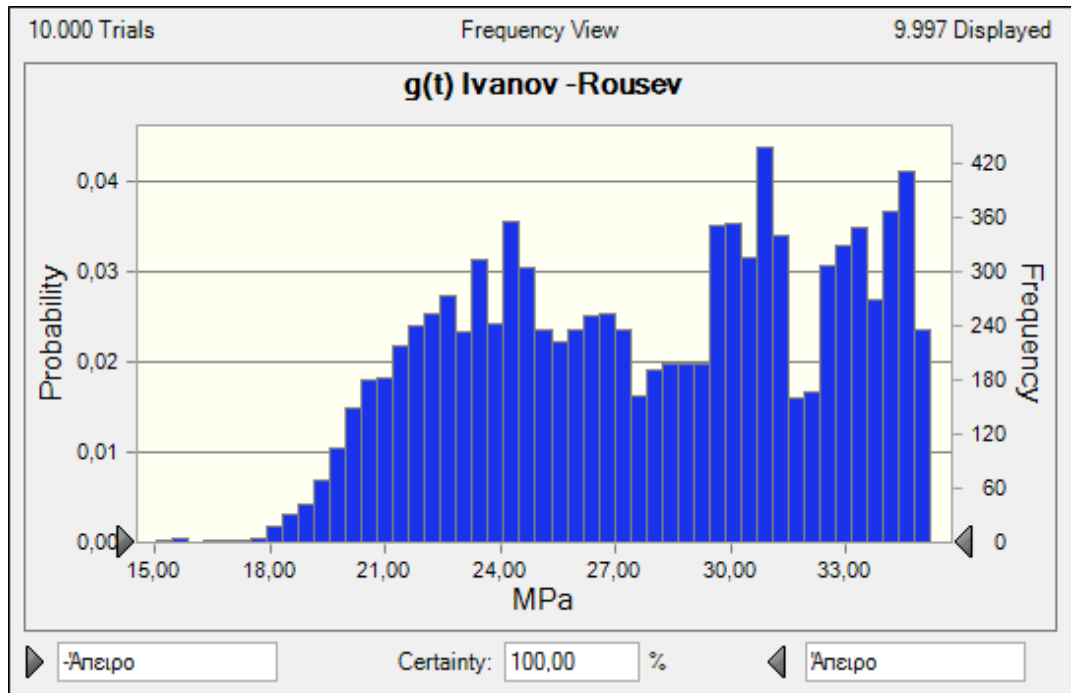 10.000 Trials Frequency View 9.997 Displayed
g(t) Ivanov -Rousev
Probability
0,04
0,03
0,02
0,01
0,00
420
360
300
240
180
120
60
0
Frequency
15,00 18,00 21,00 24,00 27,00 30,00 33,00
MPa
-Άπειρο Certainty: 100,00 % Άπειρο